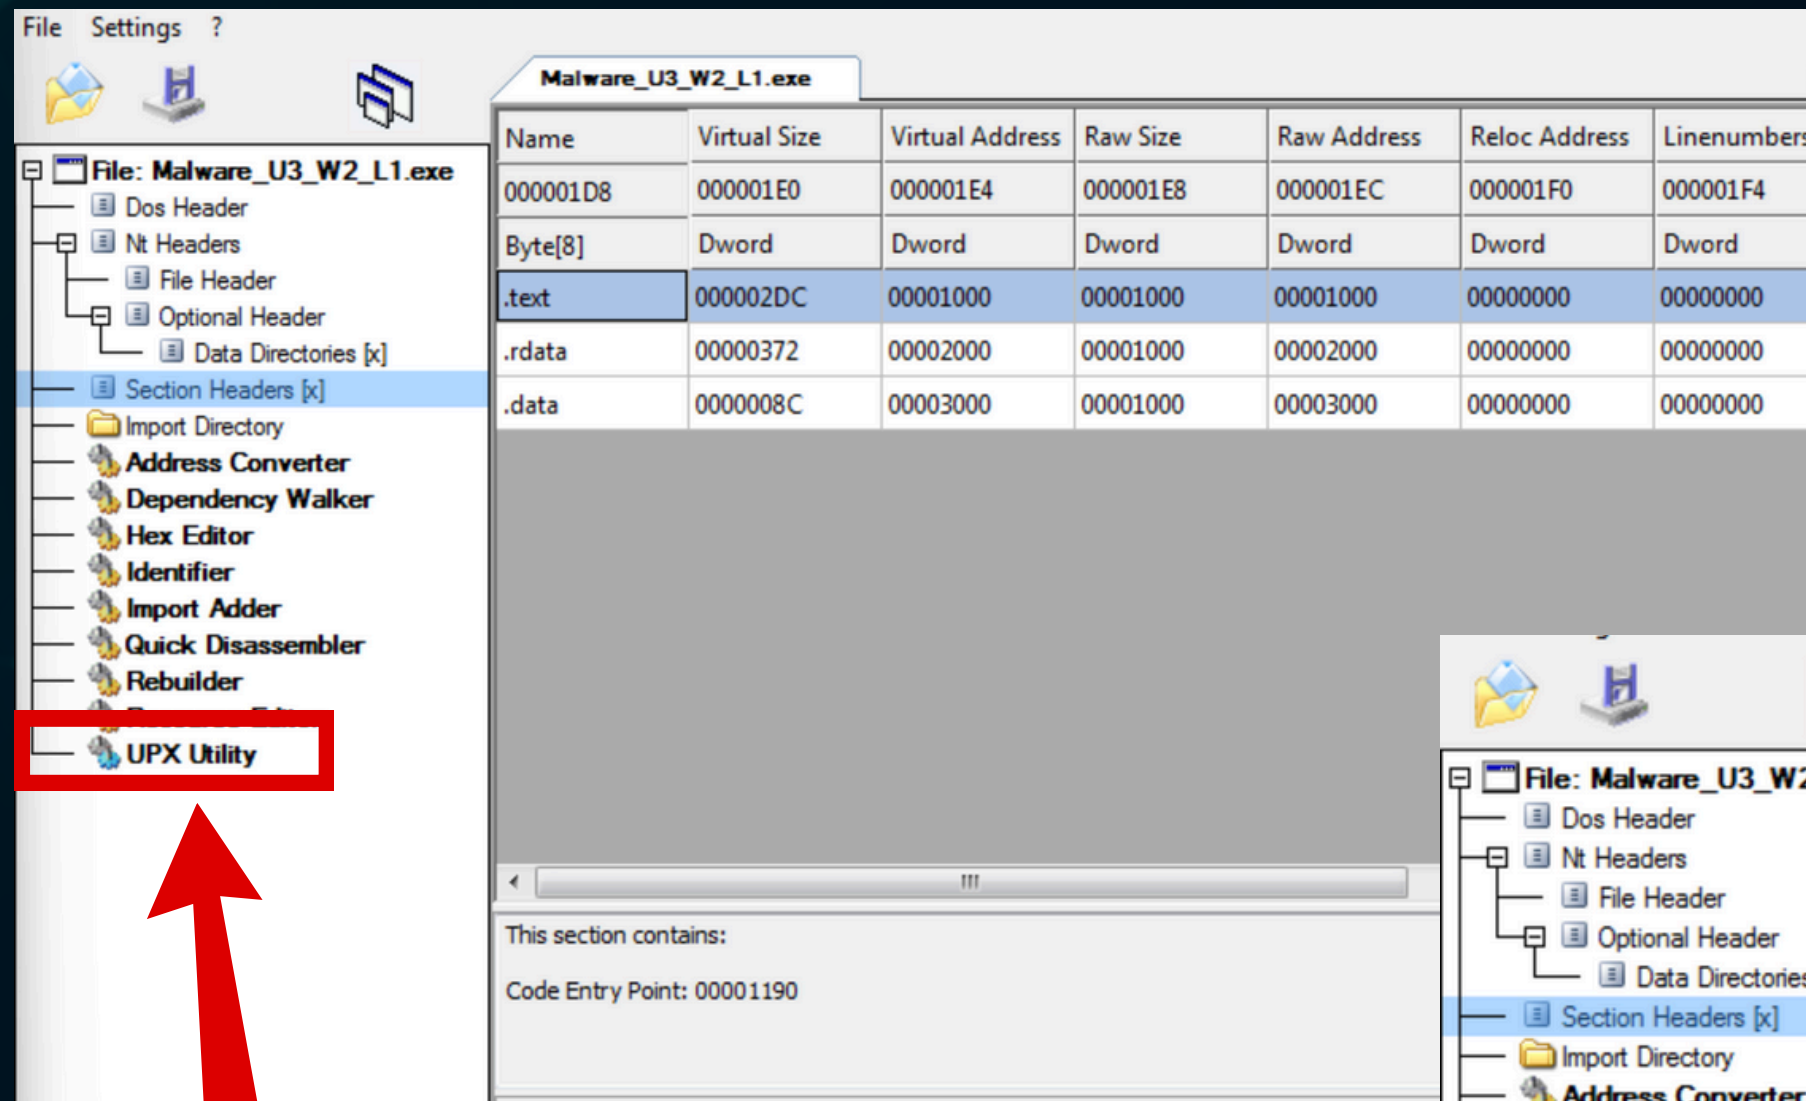 File Settings ?
Malware_U3_W2_L1.exe
File: Malware_U3_W2_L1.exe
Dos Header
Nt Headers
File Header
Optional Header
Data Directories [x]
Section Headers [x]
Import Directory
Address Converter
Dependency Walker
Hex Editor
Identifier
Import Adder
Quick Disassembler
Rebuilder
UPX Utility
Name Virtual Size Virtual Address Raw Size Raw Address Reloc Address Linenumbers
000001D8 000001E0 000001E4 000001E8 000001EC 000001F0 000001F4
Byte[8] Dword Dword Dword Dword Dword Dword
.text 000002DC 00001000 00001000 00001000 00000000 00000000
.rdata 00000372 00002000 00001000 00002000 00000000 00000000
.data 0000008C 00003000 00001000 00003000 00000000 00000000
This section contains:
Code Entry Point: 00001190
File: Malware_U3_W2
Dos Header
Nt Headers
File Header
Optional Header
Data Directories
Section Headers [x]
Import Directory
Address Converter